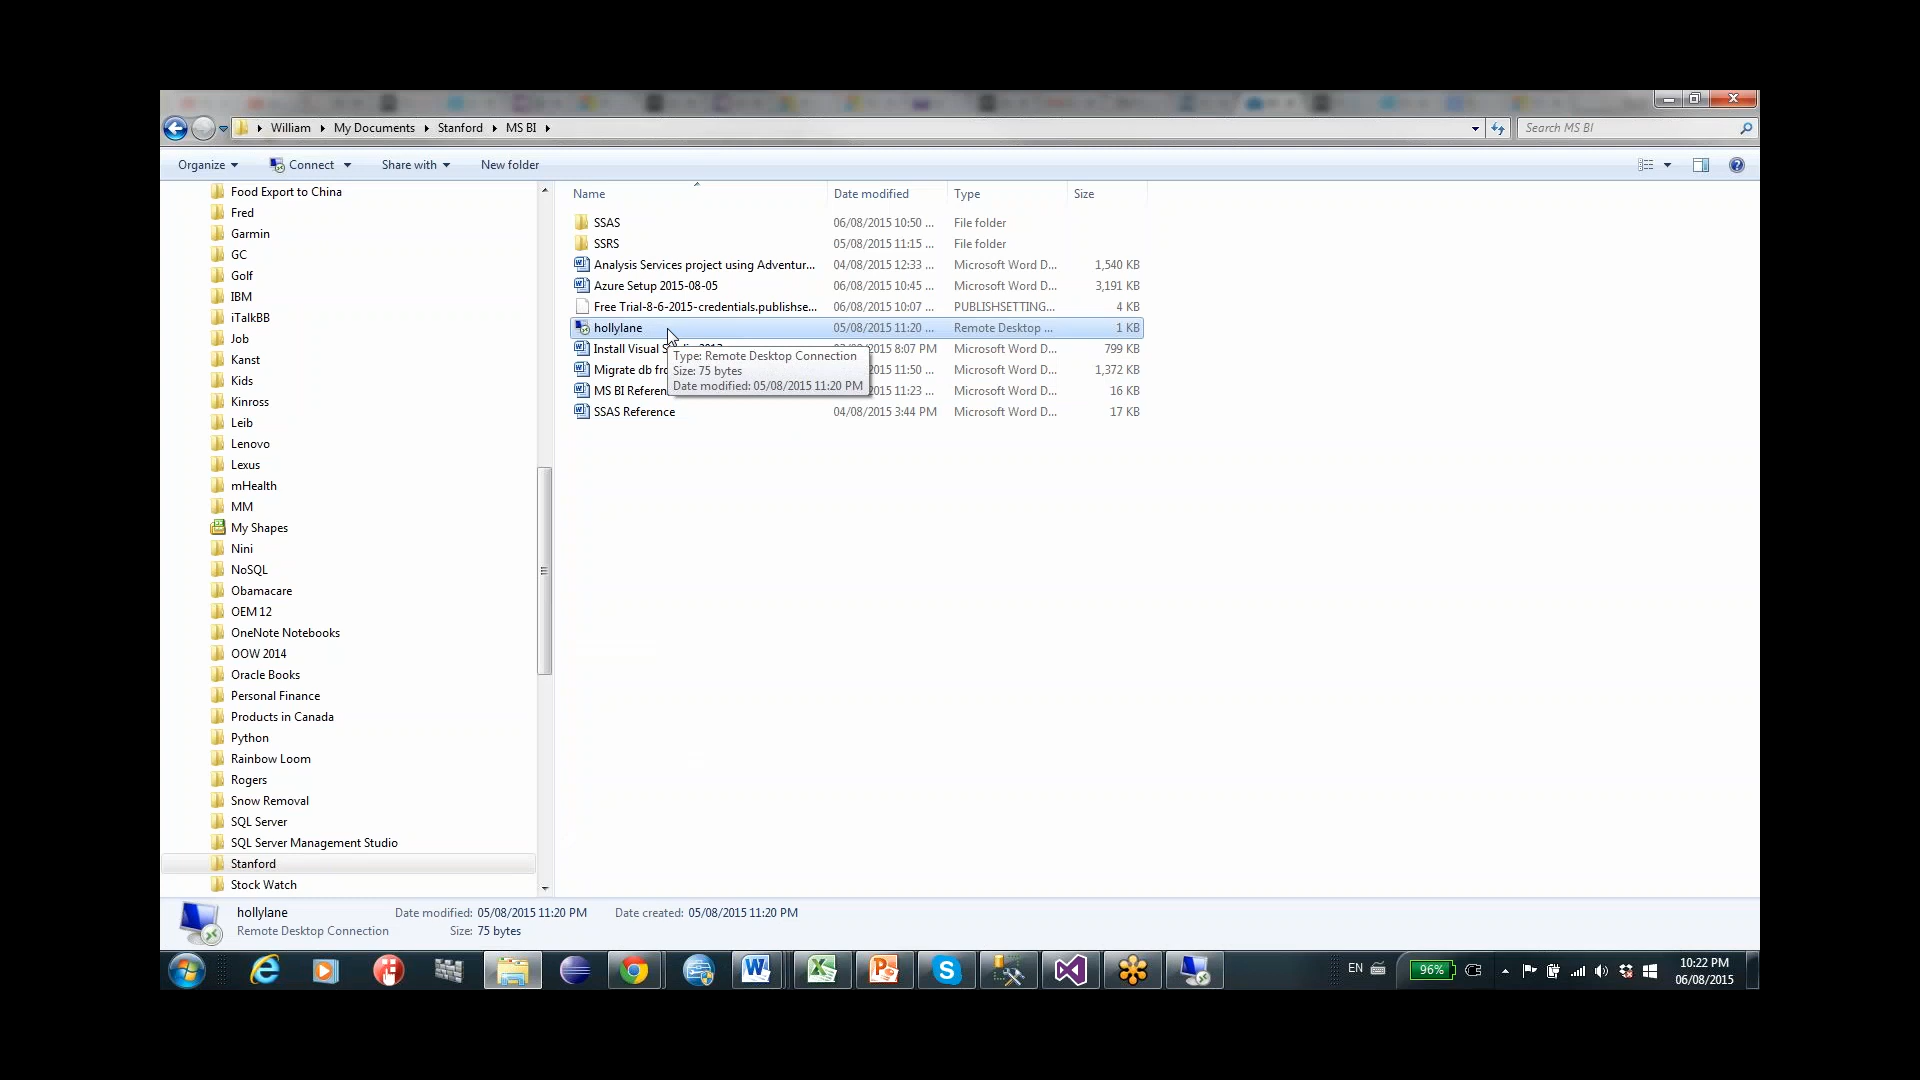 William ▸ My Documents ▸ Stanford ▸ MS BI ▸
Search MS BI
Organize Connect Share with New folder
Food Export to China
Fred
Garmin
GC
Golf
IBM
iTalkBB
Job
Kanst
Kids
Kinross
Leib
Lenovo
Lexus
mHealth
MM
My Shapes
Nini
NoSQL
Obamacare
OEM 12
OneNote Notebooks
OOW 2014
Oracle Books
Personal Finance
Products in Canada
Python
Rainbow Loom
Rogers
Snow Removal
SQL Server
SQL Server Management Studio
Stanford
Stock Watch
Name Date modified Type Size
SSAS 06/08/2015 10:50 ... File folder
SSRS 05/08/2015 11:15 ... File folder
Analysis Services project using Adventur... 04/08/2015 12:33 ... Microsoft Word D... 1,540 KB
Azure Setup 2015-08-05 06/08/2015 10:45 ... Microsoft Word D... 3,191 KB
Free Trial-8-6-2015-credentials.publishse... 06/08/2015 10:07 ... PUBLISHSETTING... 4 KB
hollylane 05/08/2015 11:20 ... Remote Desktop ... 1 KB
Install Visual 8:07 PM Microsoft Word D... 799 KB
Migrate db 2015 11:50 ... Microsoft Word D... 1,372 KB
MS BI 2015 11:23 ... Microsoft Word D... 16 KB
SSAS Reference 04/08/2015 3:44 PM Microsoft Word D... 17 KB
Type: Remote Desktop Connection
Size: 75 bytes
Date modified: 05/08/2015 11:20 PM
hollylane Date modified: 05/08/2015 11:20 PM Date created: 05/08/2015 11:20 PM
Remote Desktop Connection Size: 75 bytes
EN 96% 10:22 PM
06/08/2015